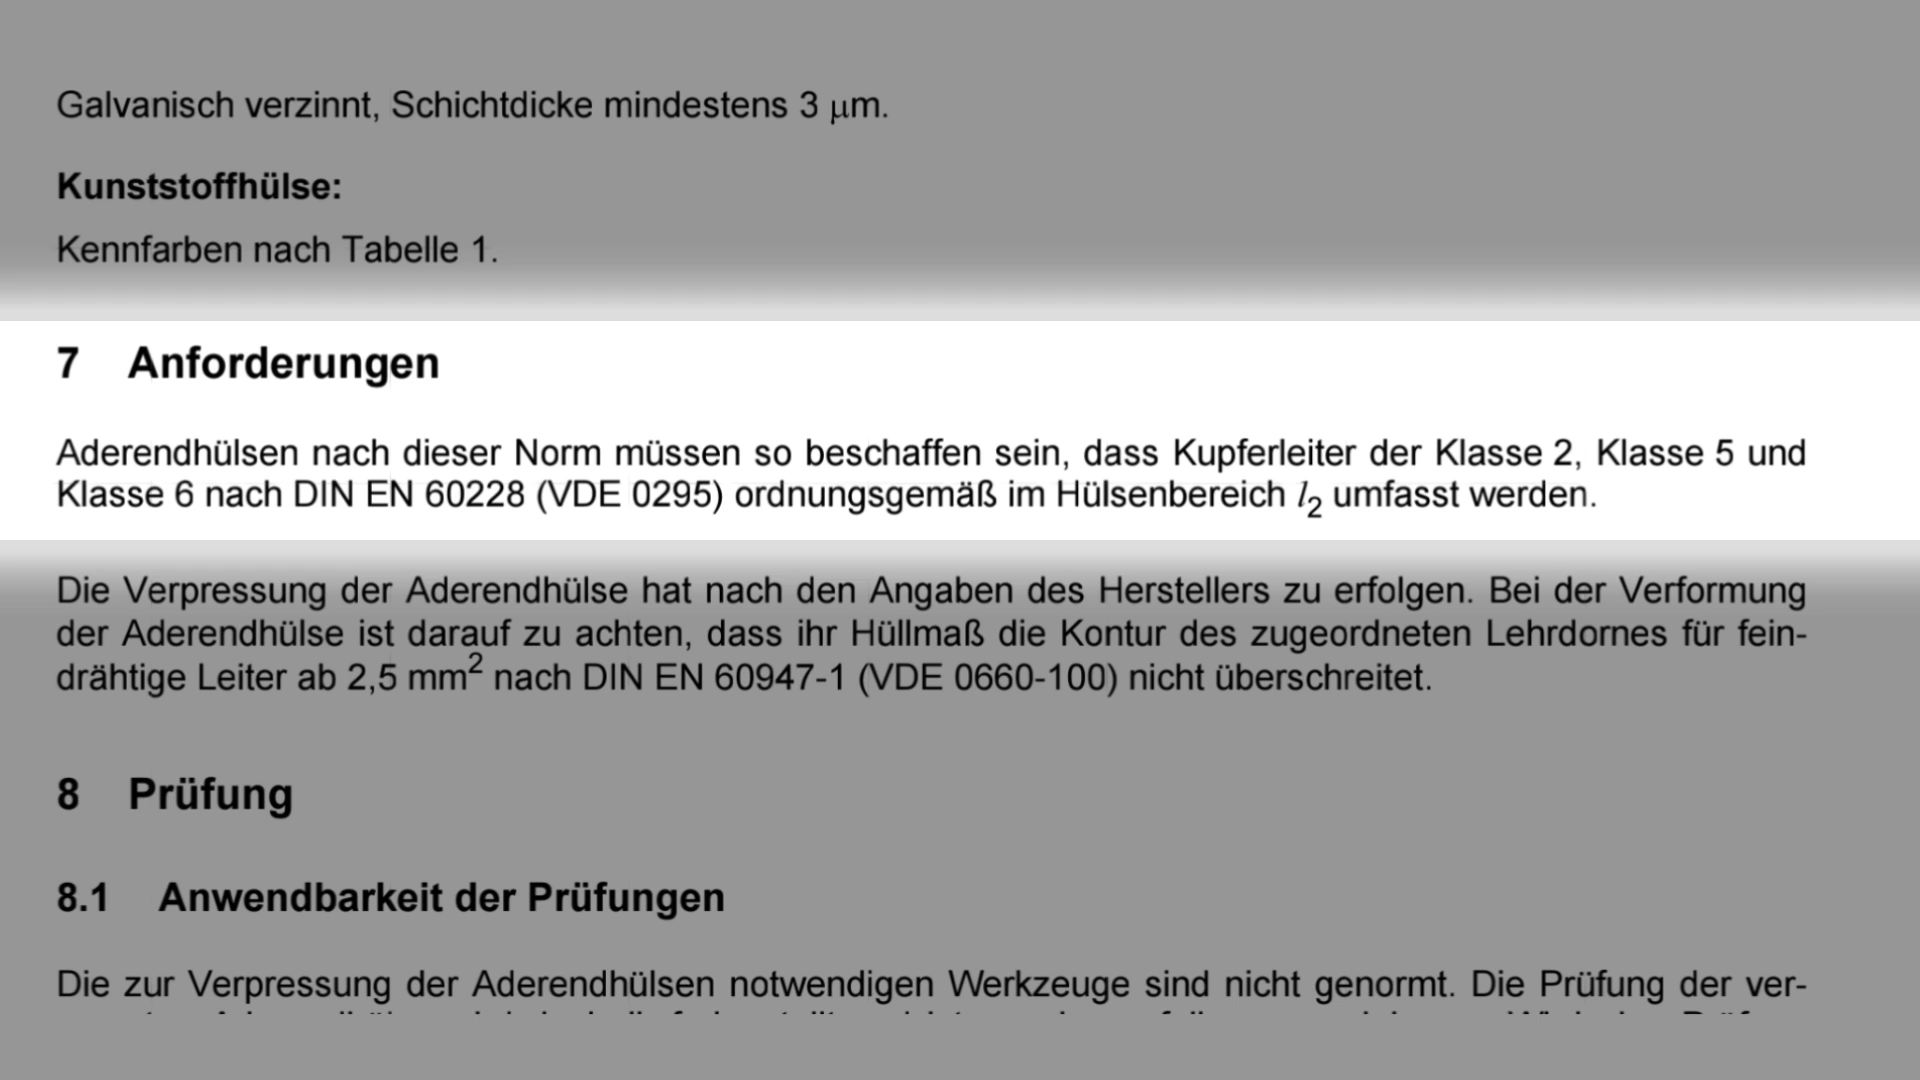 Galvanisch verzinnt, Schichtdicke mindestens 3 µm.
Kunststoffhülse:
Kennfarben nach Tabelle 1.
7 Anforderungen
Aderendhülsen nach dieser Norm müssen so beschaffen sein, dass Kupferleiter der Klasse 2, Klasse 5 und
Klasse 6 nach DIN EN 60228 (VDE 0295) ordnungsgemäß im Hülsenbereich l₂ umfasst werden.
Die Verpressung der Aderendhülse hat nach den Angaben des Herstellers zu erfolgen. Bei der Verformung
der Aderendhülse ist darauf zu achten, dass ihr Hüllmaß die Kontur des zugeordneten Lehrdornes für fein-
drähtige Leiter ab 2,5 mm² nach DIN EN 60947-1 (VDE 0660-100) nicht überschreitet.
8 Prüfung
8.1 Anwendbarkeit der Prüfungen
Die zur Verpressung der Aderendhülsen notwendigen Werkzeuge sind nicht genormt. Die Prüfung der ver-